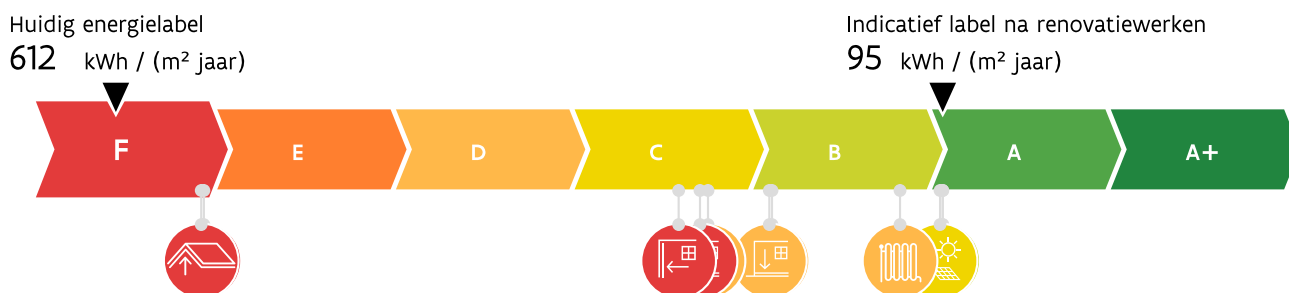 Huidig energielabel
612 kWh / (m² jaar)
Indicatief label na renovatiewerken
95 kWh / (m² jaar)
F E D C B A A+